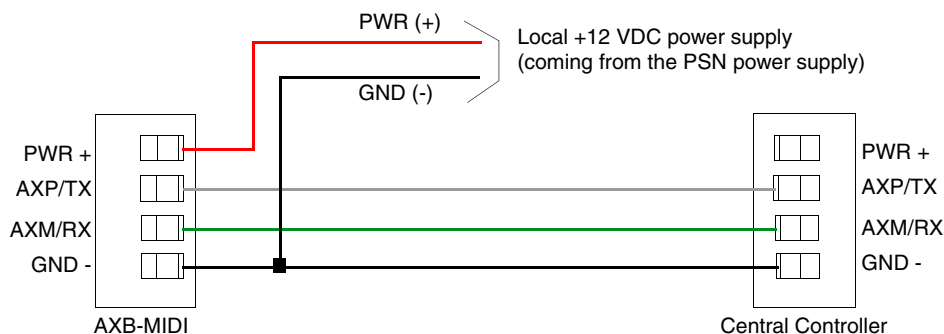 PWR (+)
Local +12 VDC power supply
(coming from the PSN power supply)
GND (-)
PWR +
AXP/TX
AXM/RX
GND -
AXB-MIDI
PWR +
AXP/TX
AXM/RX
GND -
Central Controller